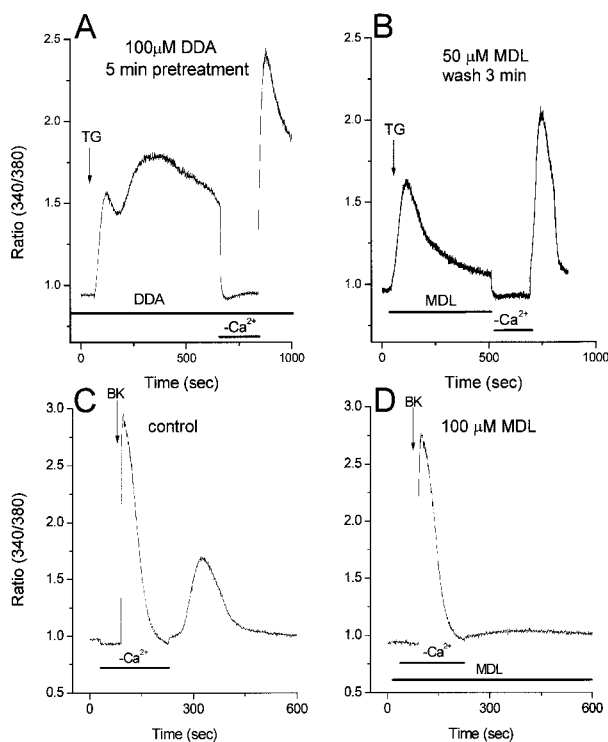 A
100µM DDA
5 min pretreatment
TG
DDA
-Ca²⁺
Ratio (340/380)
2.5
2.0
1.5
1.0
0
500
1000
Time (sec)
B
50 µM MDL
wash 3 min
TG
MDL
-Ca²⁺
2.5
2.0
1.5
1.0
0
500
1000
Time (sec)
C
BK
control
-Ca²⁺
Ratio (340/380)
3.0
2.5
2.0
1.5
1.0
0.5
0
300
600
Time (sec)
D
BK
100 µM MDL
-Ca²⁺
MDL
3.0
2.5
2.0
1.5
1.0
0.5
0
300
600
Time (sec)